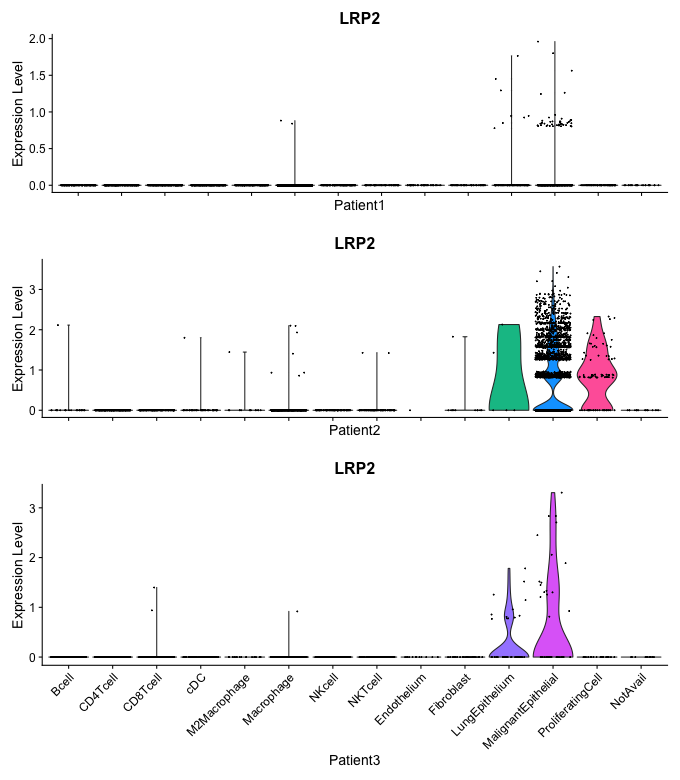 LRP2
Expression Level
2.0
1.5
1.0
0.5
0.0
Patient1
LRP2
Expression Level
3
2
1
0
Patient2
LRP2
Expression Level
3
2
1
0
Bcell
CD4Tcell
CD8Tcell
cDC
M2Macrophage
Macrophage
NKcell
NKTcell
Endothelium
Fibroblast
LungEpithelium
MalignantEpithelial
ProliferatingCell
NotAvail
Patient3